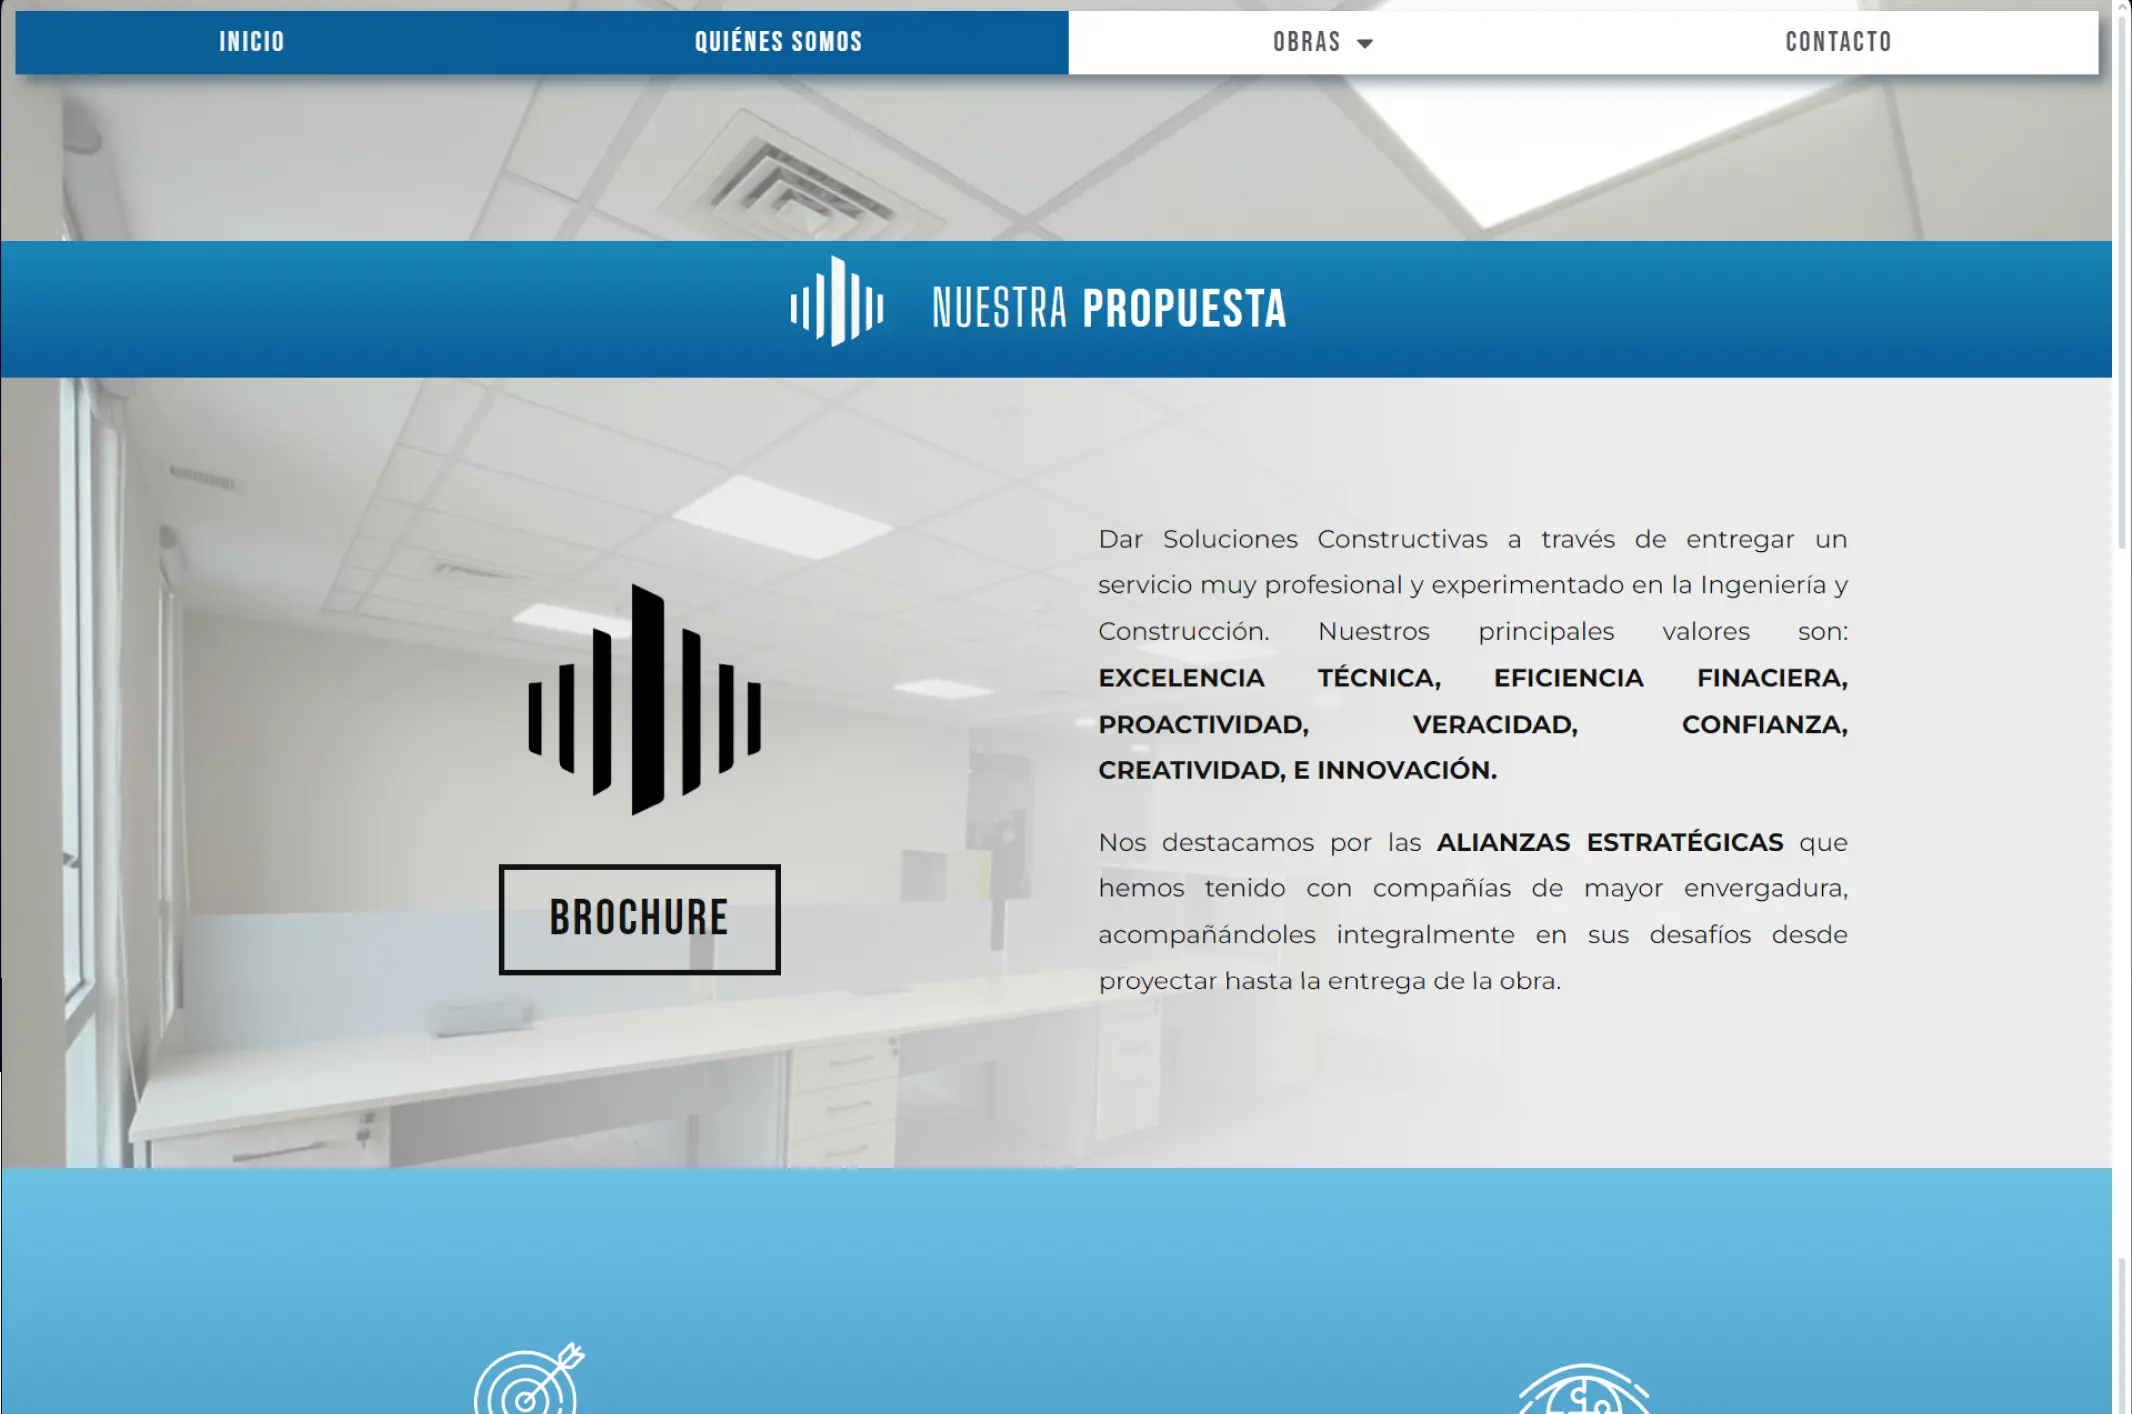 INICIO
QUIÉNES SOMOS
OBRAS
CONTACTO
NUESTRA PROPUESTA
Dar Soluciones Constructivas a través de entregar un
servicio muy profesional y experimentado en la Ingeniería y
Construcción. Nuestros principales valores son:
EXCELENCIA TÉCNICA, EFICIENCIA FINACIERA,
PROACTIVIDAD, VERACIDAD, CONFIANZA,
CREATIVIDAD, E INNOVACIÓN.
Nos destacamos por las ALIANZAS ESTRATÉGICAS que
hemos tenido con compañías de mayor envergadura,
acompañándoles integralmente en sus desafíos desde
proyectar hasta la entrega de la obra.
BROCHURE